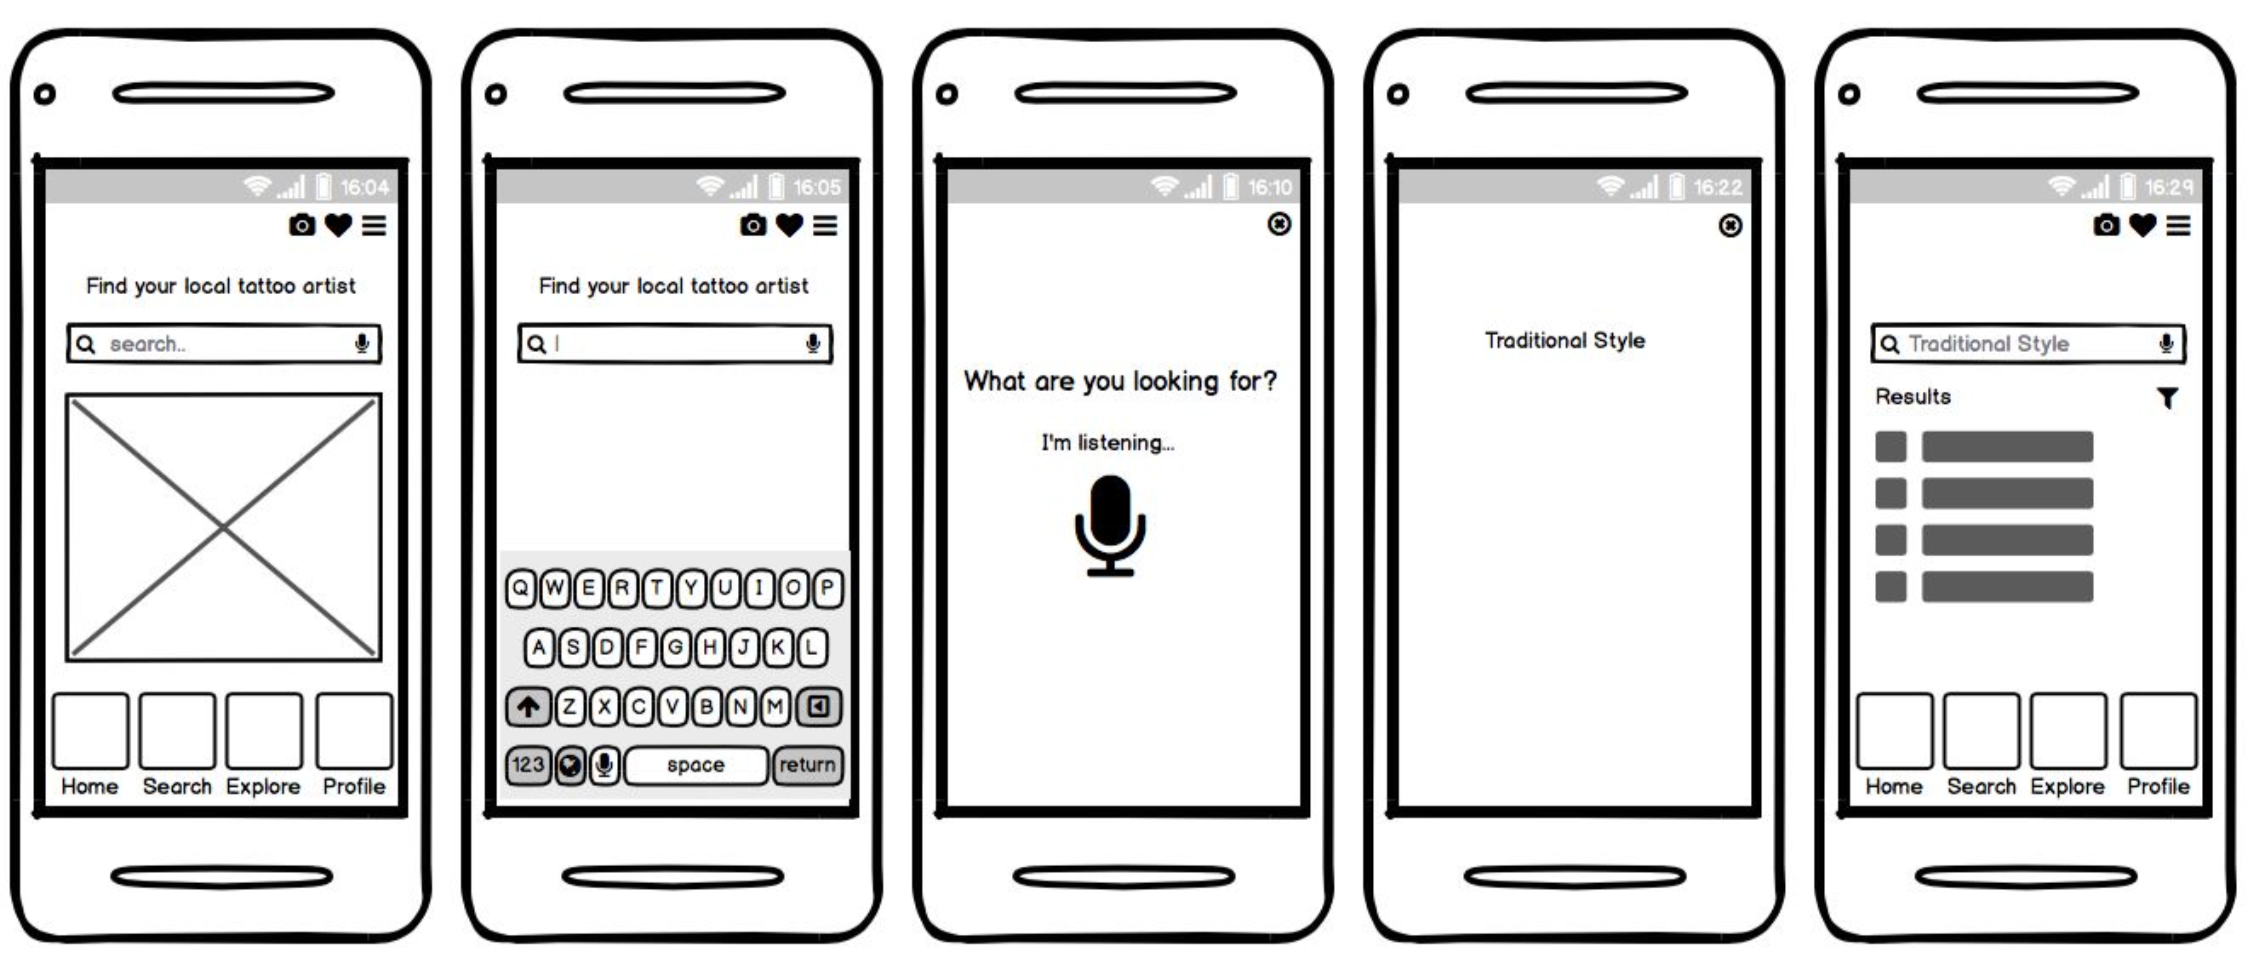 16:04
Find your local tattoo artist
search..
Home Search Explore Profile
16:05
Find your local tattoo artist
Q W E R T Y U I O P
A S D F G H J K L
Z X C V B N M
123 space return
16:10
What are you looking for?
I'm listening...
16:22
Traditional Style
16:29
Traditional Style
Results
Home Search Explore Profile